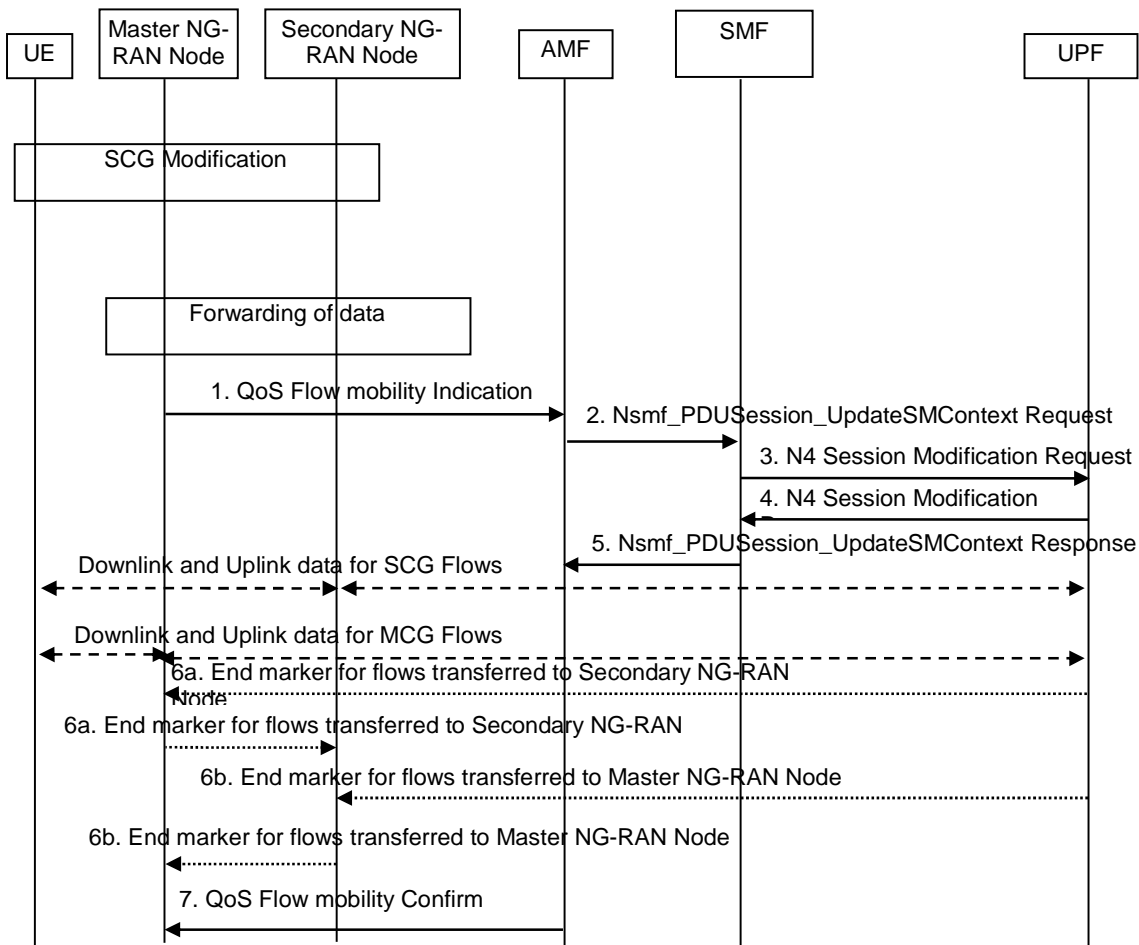 Master NG-
RAN Node
Secondary NG-
RAN Node
SMF
UE
AMF
UPF
SCG Modification
Forwarding of data
1. QoS Flow mobility Indication
2. Nsmf_PDUSession_UpdateSMContext Request
3. N4 Session Modification Request
4. N4 Session Modification
5. Nsmf_PDUSession_UpdateSMContext Response
Downlink and Uplink data for SCG Flows
Downlink and Uplink data for MCG Flows
6a. End marker for flows transferred to Secondary NG-RAN
Node
6a. End marker for flows transferred to Secondary NG-RAN
6b. End marker for flows transferred to Master NG-RAN Node
6b. End marker for flows transferred to Master NG-RAN Node
7. QoS Flow mobility Confirm